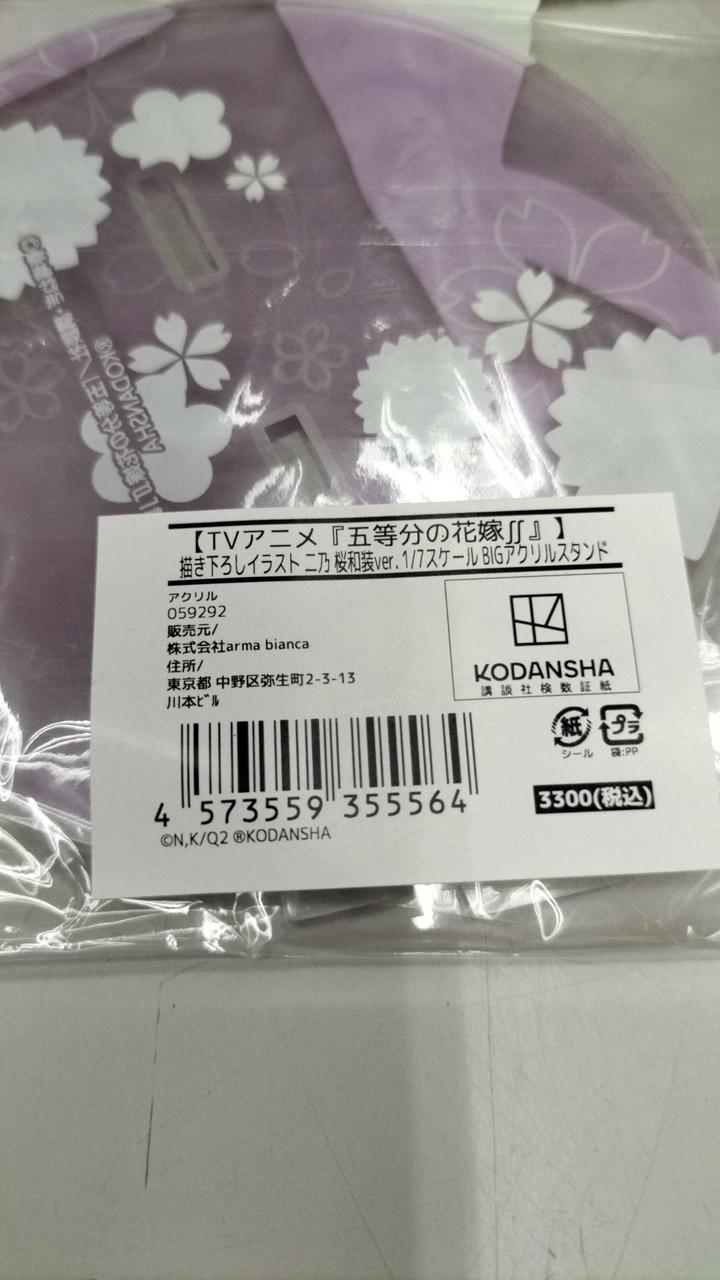 【TVアニメ『五等分の花嫁∬』】
描き下ろしイラスト 二乃 桜和装ver. 1/7スケール BIGアクリルスタンド
アクリル
059292
販売元/
株式会社arma bianca
住所/
東京都 中野区弥生町2-3-13
川本ビル
KODANSHA
講談社検数証紙
紙
シール
プラ
袋:PP
3300(税込)
4 573559 355564
©N,K/Q2 ®KODANSHA
®KODANSHA